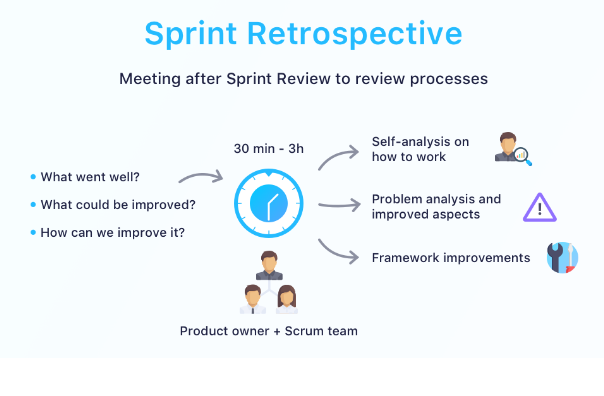 Sprint Retrospective
Meeting after Sprint Review to review processes
• What went well?
• What could be improved?
• How can we improve it?
30 min - 3h
Product owner + Scrum team
Self-analysis on
how to work
Problem analysis and
improved aspects
Framework improvements